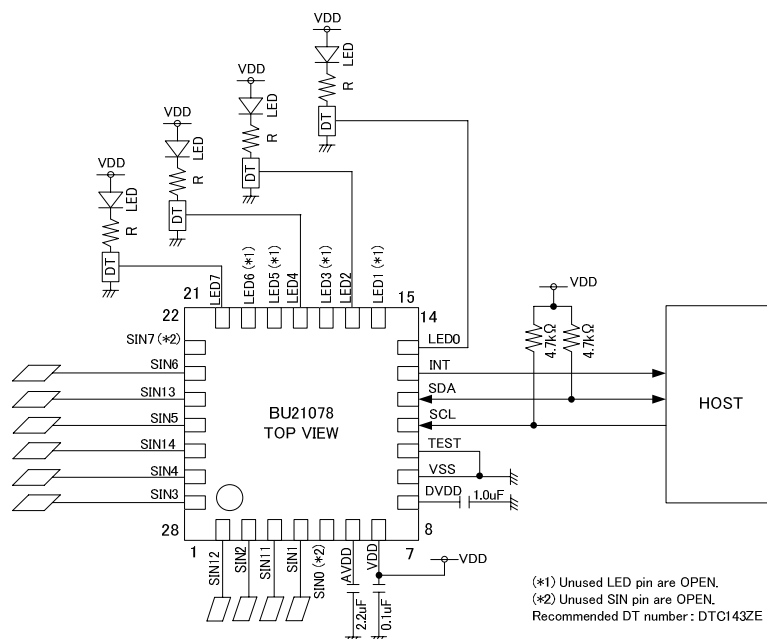 VDD
LED
R
DT
VDD
LED
R
DT
VDD
LED
R
DT
VDD
LED
R
DT
21
LED7
LED6 (*1)
LED5 (*1)
LED4
LED3 (*1)
LED2
LED1 (*1)
15
22
14
SIN7 (*2)
SIN6
SIN13
SIN5
SIN14
SIN4
SIN3
BU21078
TOP VIEW
LED0
INT
SDA
SCL
TEST
VSS
DVDD
1.0uF
VDD
4.7kΩ
4.7kΩ
HOST
28
8
1
SIN12
SIN2
SIN11
SIN1
SIN0 (*2)
AVDD
VDD
7
VDD
2.2uF
0.1uF
(*1) Unused LED pin are OPEN.
(*2) Unused SIN pin are OPEN.
Recommended DT number : DTC143ZE